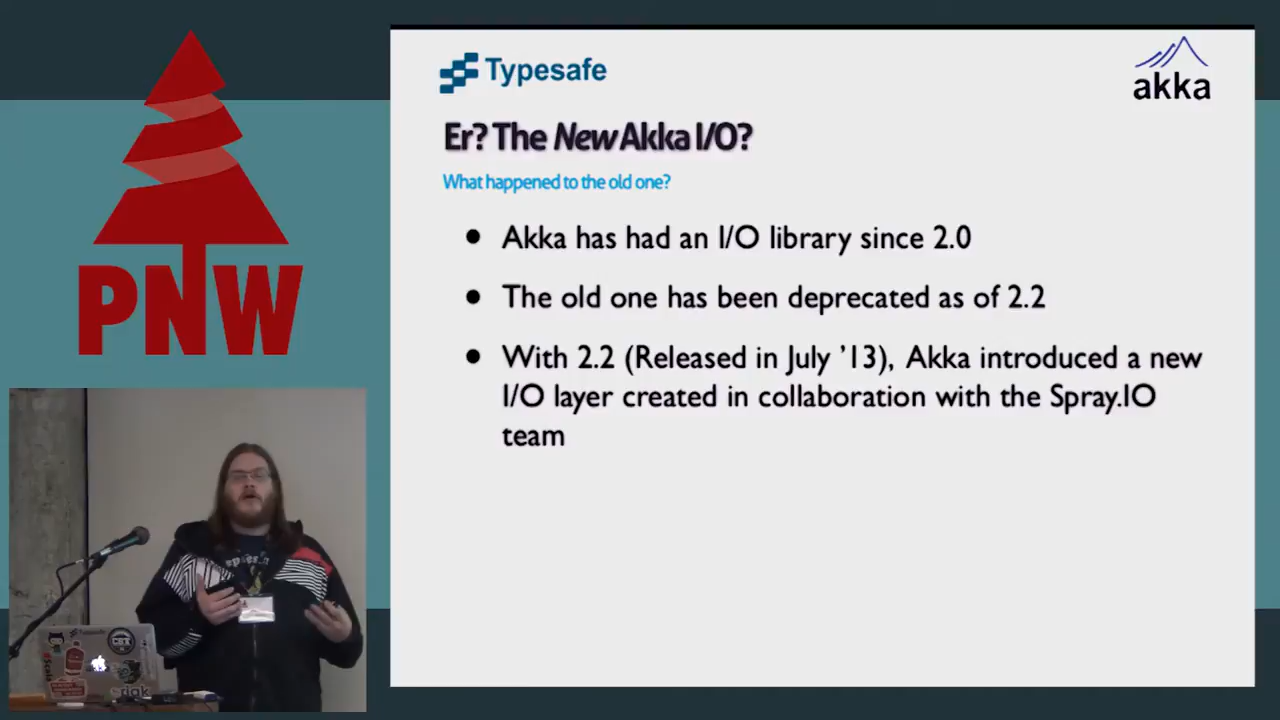 Typesafe
akka
Er? The New Akka I/O?
What happened to the old one?
• Akka has had an I/O library since 2.0
• The old one has been deprecated as of 2.2
• With 2.2 (Released in July ’13), Akka introduced a new
I/O layer created in collaboration with the Spray.IO
team
PNW
Typesafe